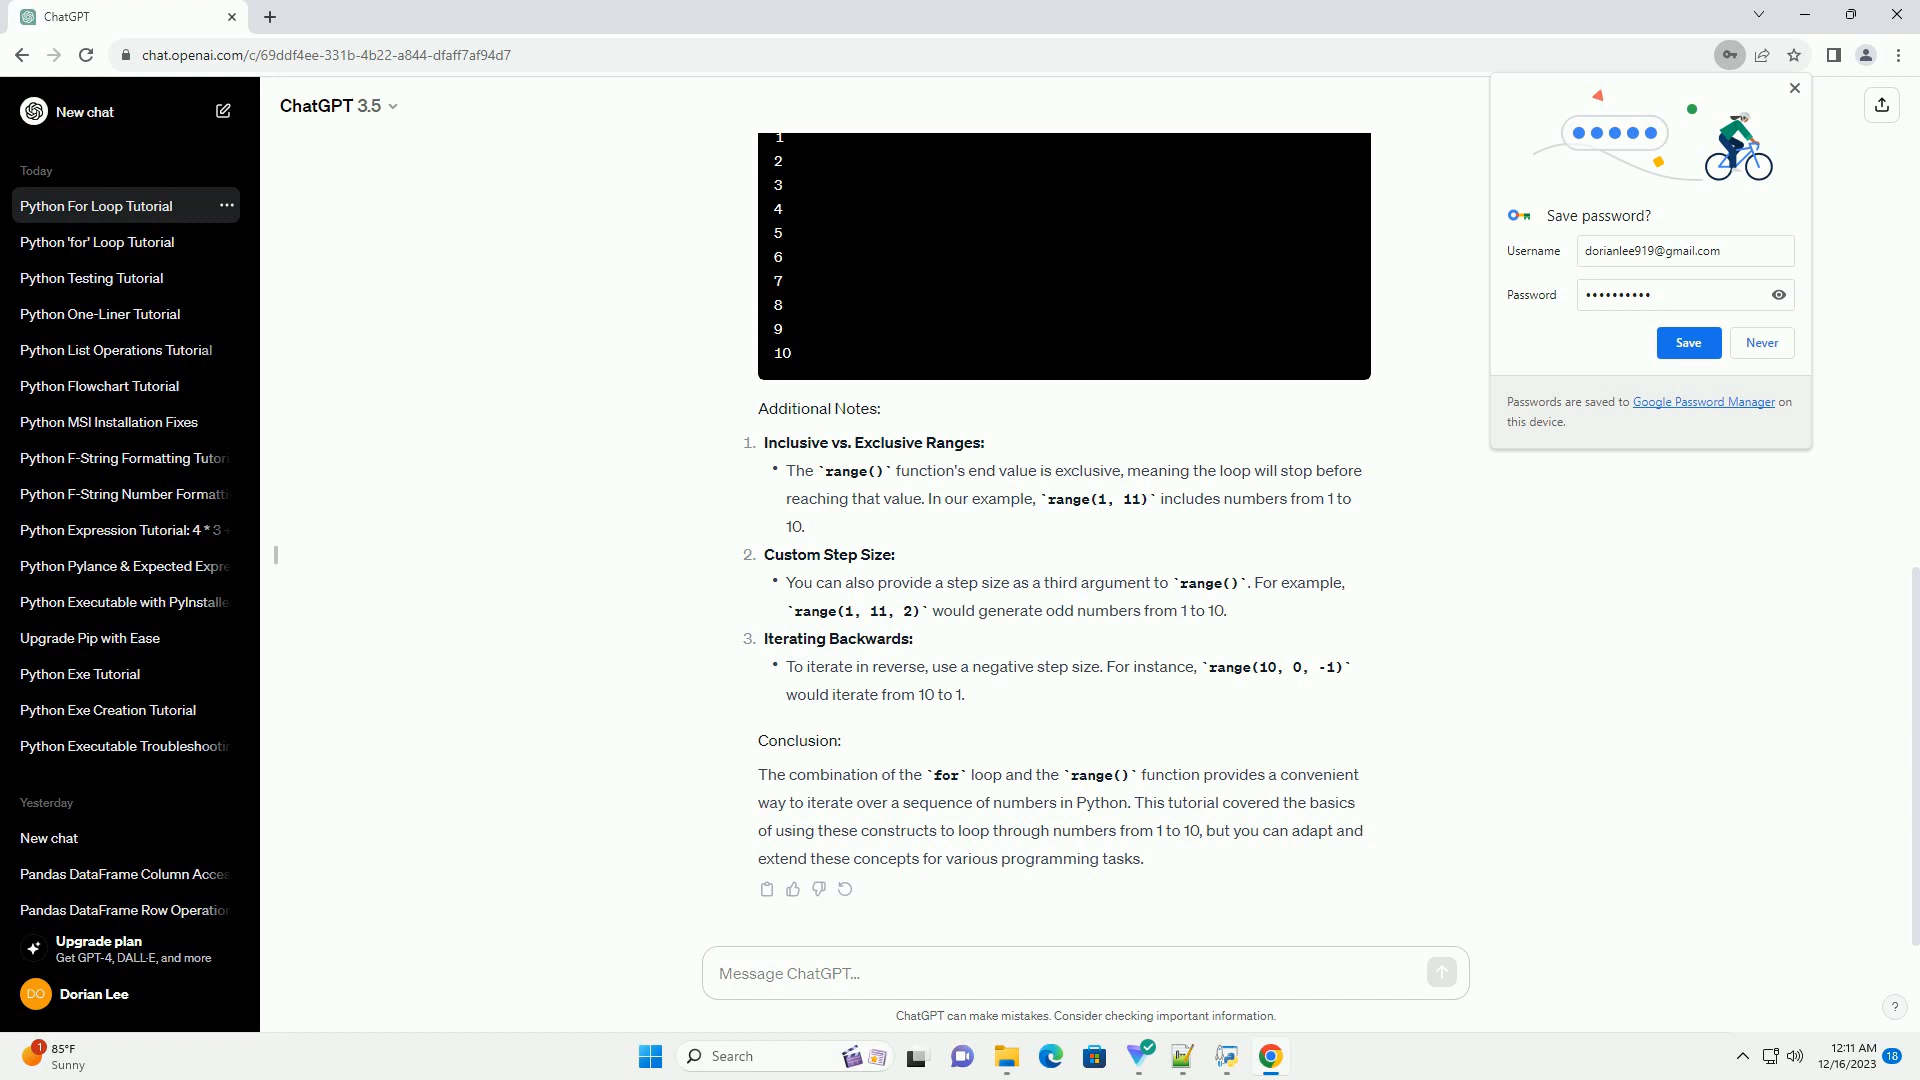 ChatGPT
chat.openai.com/c/69ddf4ee-331b-4b22-a844-dfaff7af94d7
New chat
Today
Python For Loop Tutorial
Python 'for' Loop Tutorial
Python Testing Tutorial
Python One-Liner Tutorial
Python List Operations Tutorial
Python Flowchart Tutorial
Python MSI Installation Fixes
Python F-String Formatting Tutori
Python F-String Number Formatti
Python Expression Tutorial: 4 * 3 +
Python Pylance & Expected Expre
Python Executable with PyInstalle
Upgrade Pip with Ease
Python Exe Tutorial
Python Exe Creation Tutorial
Python Executable Troubleshootin
Yesterday
New chat
Pandas DataFrame Column Acces
Pandas DataFrame Row Operation
Upgrade plan
Get GPT-4, DALL·E, and more
DO
Dorian Lee
ChatGPT 3.5
1
2
3
4
5
6
7
8
9
10
Additional Notes:
1. Inclusive vs. Exclusive Ranges:
• The `range()` function's end value is exclusive, meaning the loop will stop before
reaching that value. In our example, `range(1, 11)` includes numbers from 1 to
10.
2. Custom Step Size:
• You can also provide a step size as a third argument to `range()`. For example,
`range(1, 11, 2)` would generate odd numbers from 1 to 10.
3. Iterating Backwards:
• To iterate in reverse, use a negative step size. For instance, `range(10, 0, -1)`
would iterate from 10 to 1.
Conclusion:
The combination of the `for` loop and the `range()` function provides a convenient
way to iterate over a sequence of numbers in Python. This tutorial covered the basics
of using these constructs to loop through numbers from 1 to 10, but you can adapt and
extend these concepts for various programming tasks.
Message ChatGPT...
ChatGPT can make mistakes. Consider checking important information.
?
Save password?
Username
dorianlee919@gmail.com
Password
••••••••••
Save
Never
Passwords are saved to Google Password Manager on
this device.
1
85°F
Sunny
Search
12:11 AM
12/16/2023
18